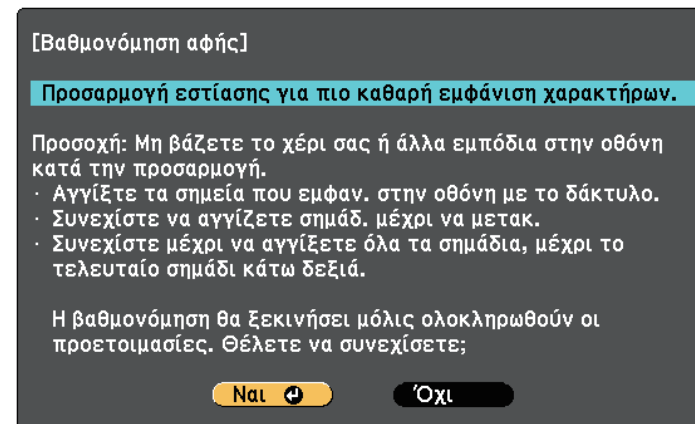 [Βαθμονόμηση αφής]
Προσαρμογή εστίασης για πιο καθαρή εμφάνιση χαρακτήρων.
Προσοχή: Μη βάζετε το χέρι σας ή άλλα εμπόδια στην οθόνη
κατά την προσαρμογή.
· Αγγίξτε τα σημεία που εμφαν. στην οθόνη με το δάκτυλο.
· Συνεχίστε να αγγίζετε σημάδ. μέχρι να μετακ.
· Συνεχίστε μέχρι να αγγίξετε όλα τα σημάδια, μέχρι το
τελευταίο σημάδι κάτω δεξιά.
Η βαθμονόμηση θα ξεκινήσει μόλις ολοκληρωθούν οι
προετοιμασίες. Θέλετε να συνεχίσετε;
Ναι Όχι